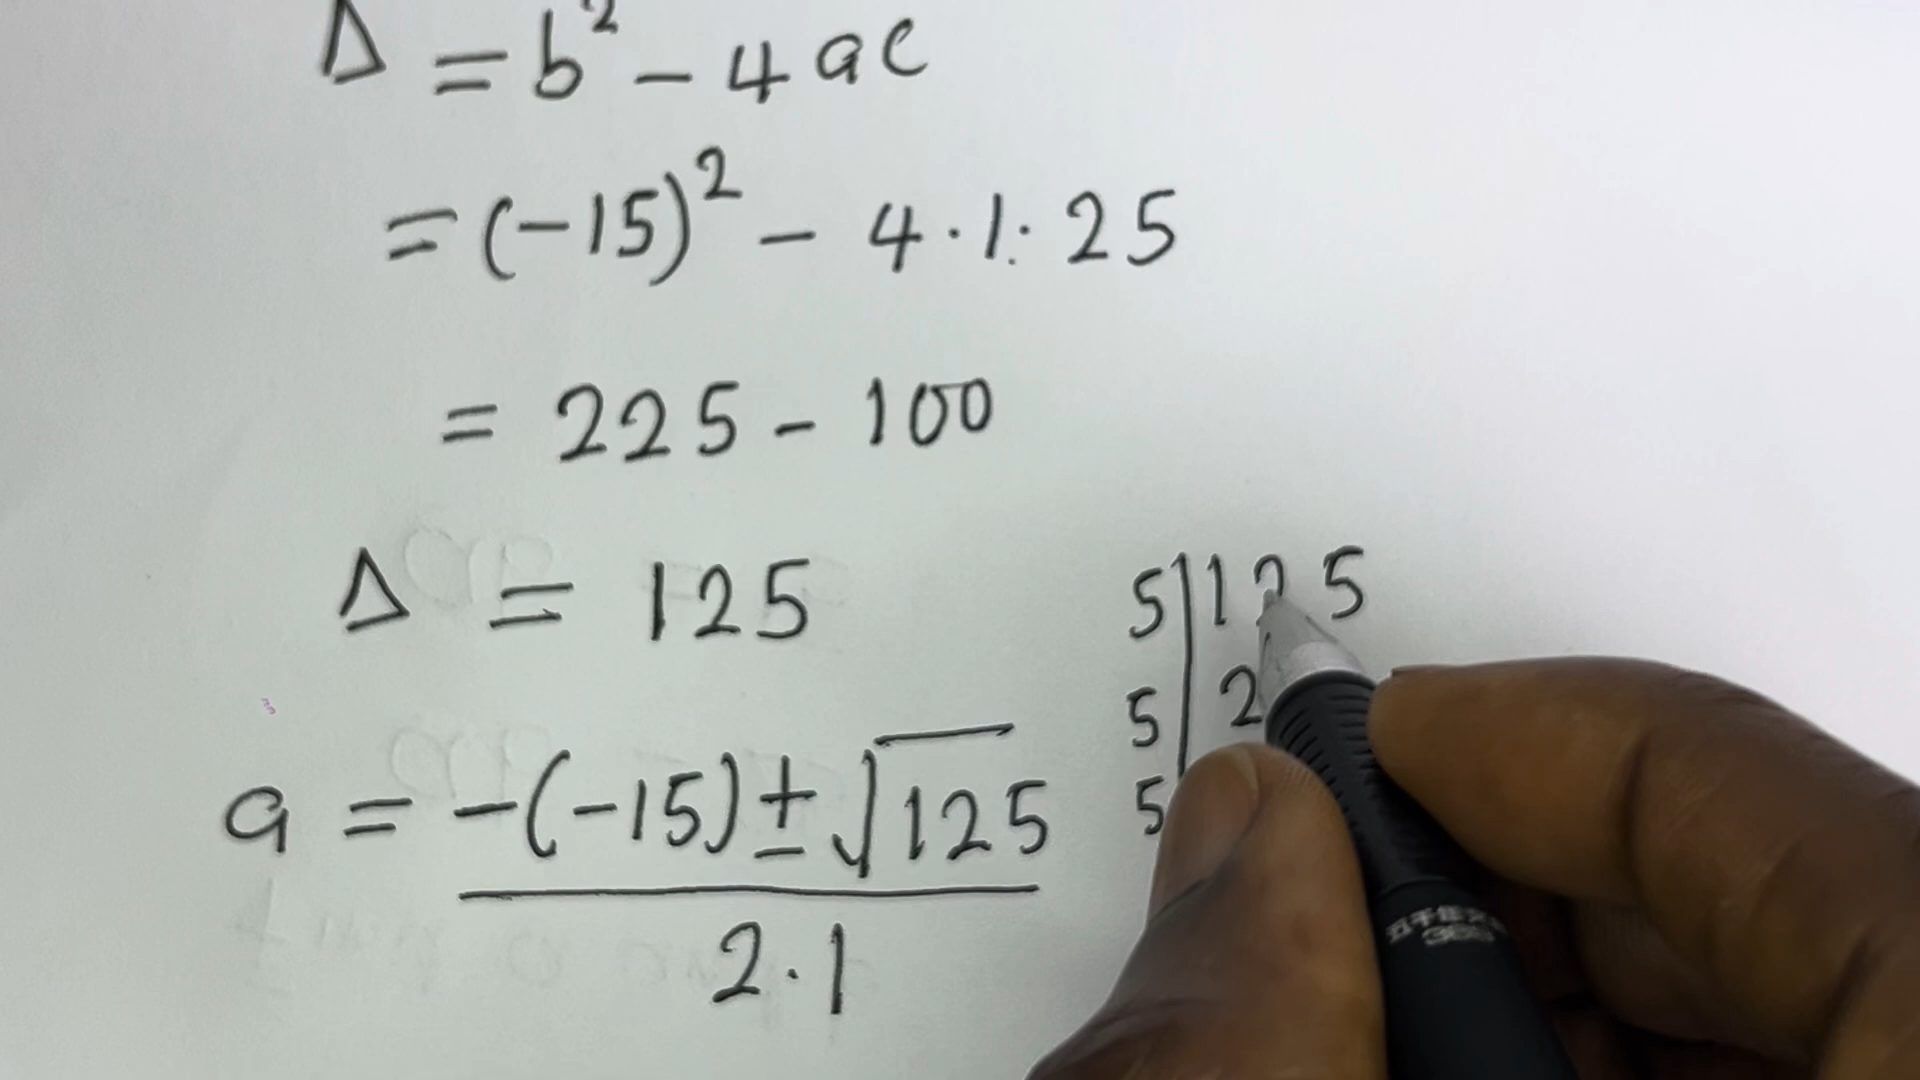 Δ = b² - 4ac
= (-15)² - 4·1·25
= 225 - 100
Δ = 125
a = -(-15) ± √125
2·1
5 | 125
5 | 2
5